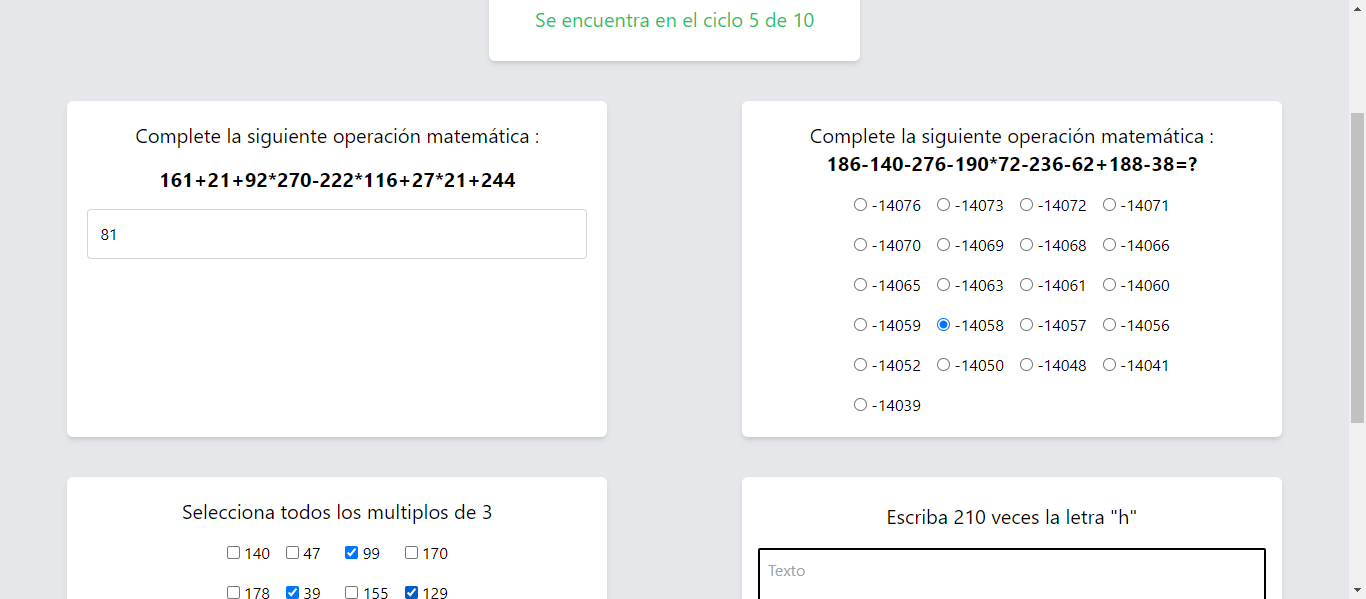 Se encuentra en el ciclo 5 de 10
Complete la siguiente operación matemática :
161+21+92*270-222*116+27*21+244
81
Complete la siguiente operación matemática :
186-140-276-190*72-236-62+188-38=?
-14076 -14073 -14072 -14071
-14070 -14069 -14068 -14066
-14065 -14063 -14061 -14060
-14059 -14058 -14057 -14056
-14052 -14050 -14048 -14041
-14039
Selecciona todos los multiplos de 3
140 47 99 170
178 39 155 129
Escriba 210 veces la letra "h"
Texto